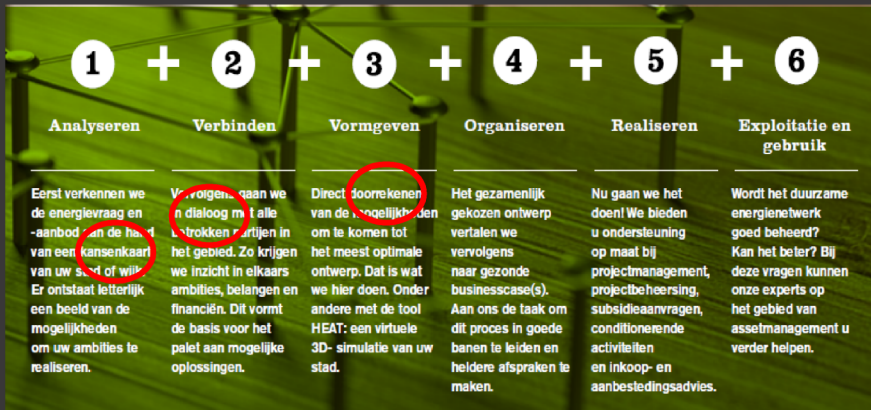 1 + 2 + 3 + 4 + 5 + 6
Analyseren
Eerst verkennen we
de energievraag en
-aanbod aan de hand
van een kansenkaart
van uw stad of wijk.
Er ontstaat letterlijk
een beeld van de
mogelijkheden
om uw ambities te
realiseren.
Verbinden
Vervolgens gaan we
in dialoog met alle
betrokken partijen in
het gebied. Zo krijgen
we inzicht in elkaars
ambities, belangen en
financiën. Dit vormt
de basis voor het
palet aan mogelijke
oplossingen.
Vormgeven
Direct doorrekenen
van de mogelijkheden
om te komen tot
het meest optimale
ontwerp. Dat is wat
we hier doen. Onder
andere met de tool
HEAT: een virtuele
3D- simulatie van uw
stad.
Organiseren
Het gezamenlijk
gekozen ontwerp
vertalen we
vervolgens
naar gezonde
businesscase(s).
Aan ons de taak om
dit proces in goede
banen te leiden en
heldere afspraken te
maken.
Realiseren
Nu gaan we het
doen! We bieden
u ondersteuning
op maat bij
projectmanagement,
projectbeheersing,
subsidieaanvragen,
conditionerende
activiteiten
en inkoop- en
aanbestedingsadvies.
Exploitatie en
gebruik
Wordt het duurzame
energienetwerk
goed beheerd?
Kan het beter? Bij
deze vragen kunnen
onze experts op
het gebied van
assetmanagement u
verder helpen.